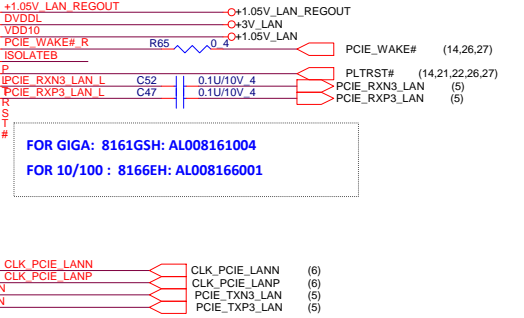 +1.05V_LAN_REGOUT +1.05V_LAN_REGOUT
DVDDL +3V_LAN
VDD10 +1.05V_LAN
PCIE_WAKE#_R R65 0_4 PCIE_WAKE# (14,26,27)
ISOLATEB
PLTRST# PLTRST# (14,21,22,26,27)
PCIE_RXN3_LAN_L C52 0.1U/10V_4 PCIE_RXN3_LAN (5)
PCIE_RXP3_LAN_L C47 0.1U/10V_4 PCIE_RXP3_LAN (5)
FOR GIGA: 8161GSH: AL008161004
FOR 10/100 : 8166EH: AL008166001
CLK_PCIE_LANN CLK_PCIE_LANN (6)
CLK_PCIE_LANP CLK_PCIE_LANP (6)
N PCIE_TXN3_LAN (5)
N PCIE_TXP3_LAN (5)